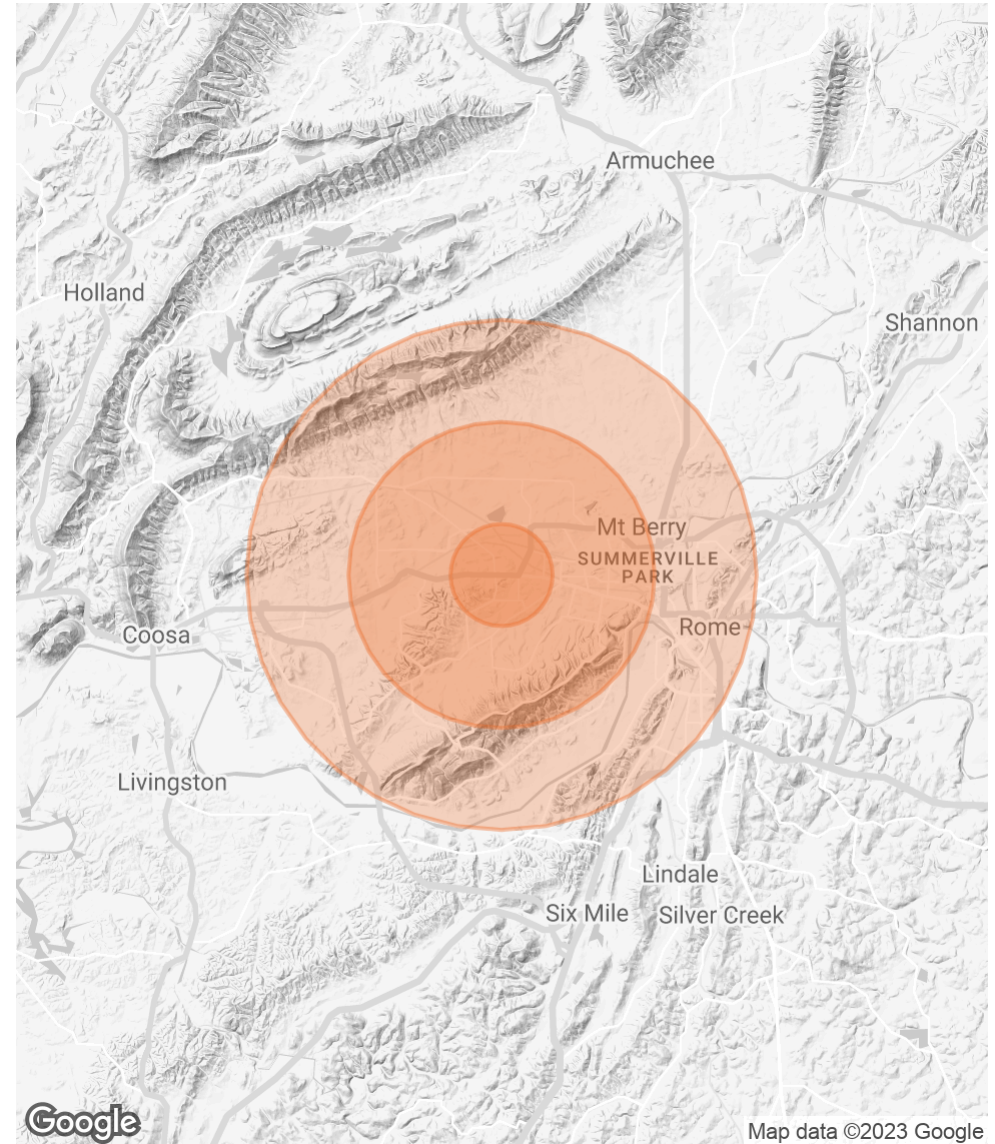 Armuchee
Holland
Shannon
Mt Berry
SUMMERVILLE
PARK
Rome
Coosa
Livingston
Lindale
Six Mile
Silver Creek
Google
Map data ©2023 Google